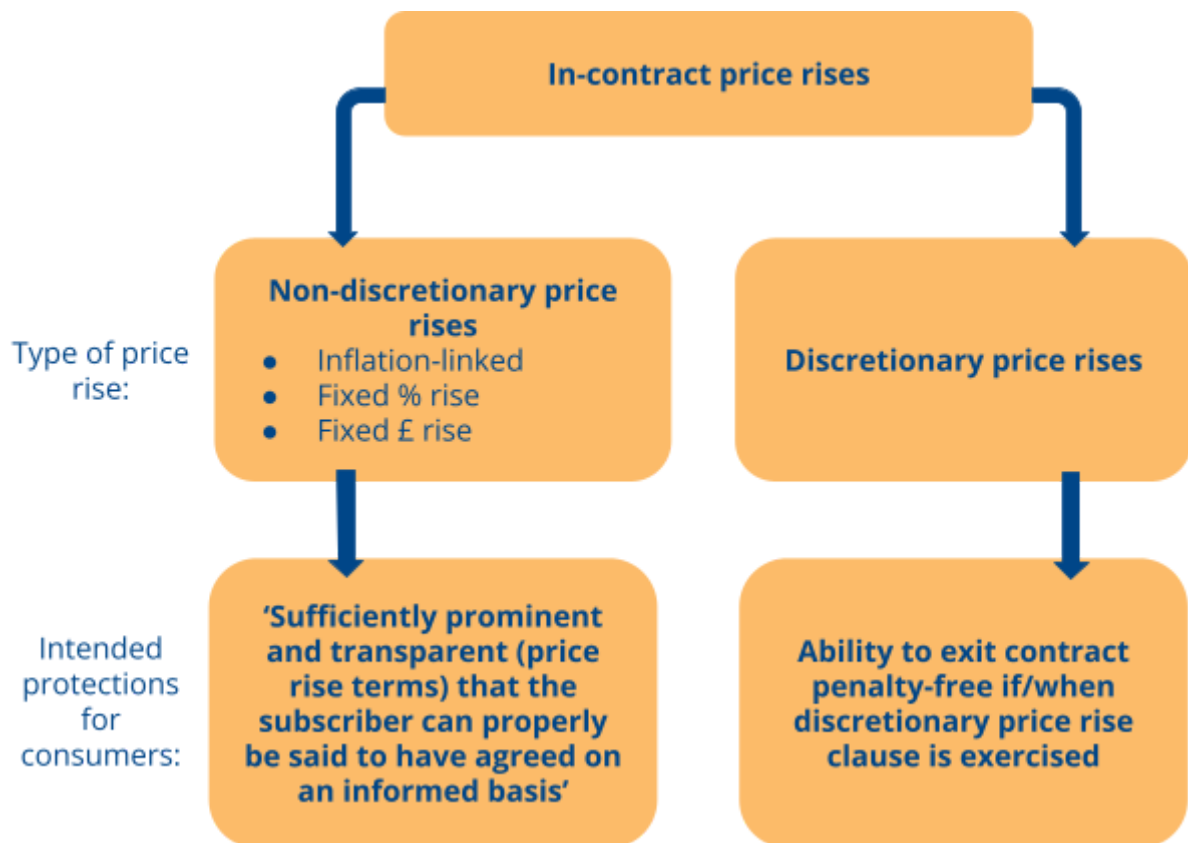 In-contract price rises
Type of price
rise:
Non-discretionary price
rises
● Inflation-linked
● Fixed % rise
● Fixed £ rise
Discretionary price rises
Intended
protections
for
consumers:
‘Sufficiently prominent
and transparent (price
rise terms) that the
subscriber can properly
be said to have agreed on
an informed basis’
Ability to exit contract
penalty-free if/when
discretionary price rise
clause is exercised